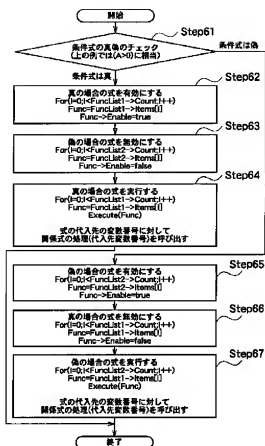 開始
Step61
条件式の真偽のチェック
(上の例では(A>0)に相当)
条件式は偽
条件式は真
Step62
真の場合の式を有効にする
For(I=0;I<FuncList1->Count;I++)
Func=FuncList1->Items[I]
Func->Enable=true
Step63
偽の場合の式を無効にする
For(I=0;I<FuncList2->Count;I++)
Func=FuncList2->Items[I]
Func->Enable=false
Step64
真の場合の式を実行する
For(I=0;I<FuncList1->Count;I++)
Func=FuncList1->Items[I]
Execute(Func)
式の代入先の変数番号に対して
関係式の処理(代入先変数番号)を呼び出す
Step65
偽の場合の式を有効にする
For(I=0;I<FuncList2->Count;I++)
Func=FuncList2->Items[I]
Func->Enable=true
Step66
真の場合の式を無効にする
For(I=0;I<FuncList1->Count;I++)
Func=FuncList1->Items[I]
Func->Enable=false
Step67
偽の場合の式を実行する
For(I=0;I<FuncList2->Count;I++)
Func=FuncList2->Items[I]
Execute(Func)
式の代入先の変数番号に対して
関係式の処理(代入先変数番号)を呼び出す
終了